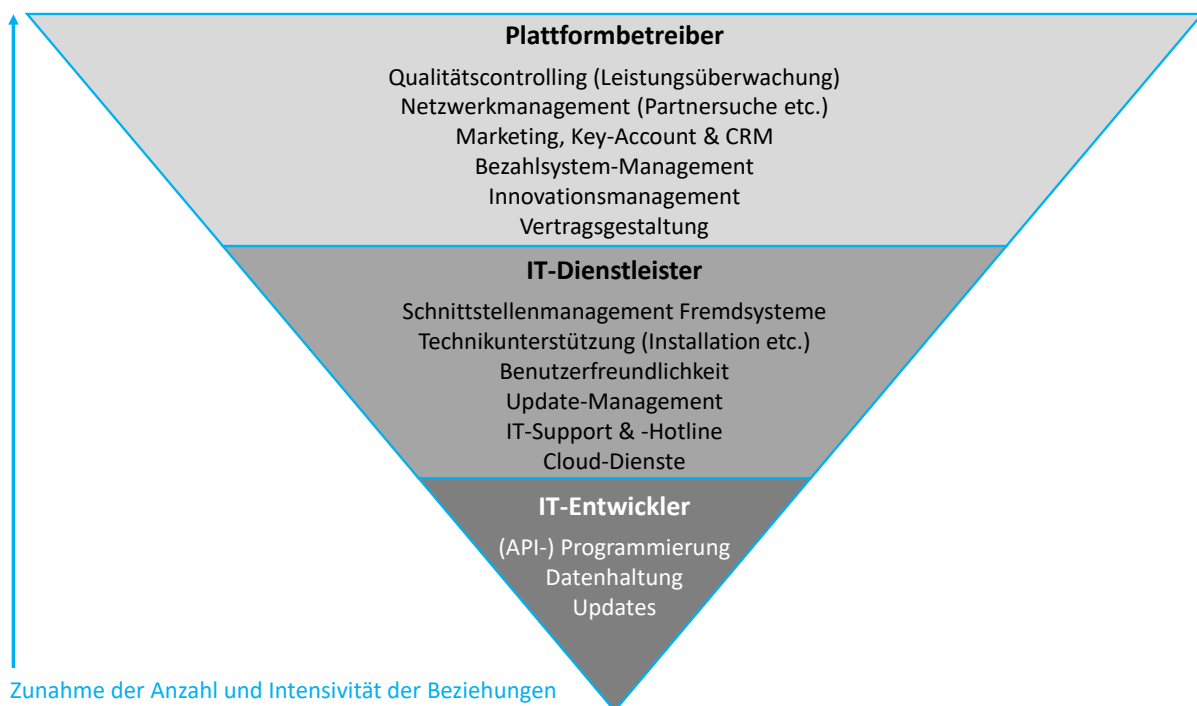 Plattformbetreiber
Qualitätscontrolling (Leistungsüberwachung)
Netzwerkmanagement (Partnersuche etc.)
Marketing, Key-Account & CRM
Bezahlsystem-Management
Innovationsmanagement
Vertragsgestaltung
IT-Dienstleister
Schnittstellenmanagement Fremdsysteme
Technikunterstützung (Installation etc.)
Benutzerfreundlichkeit
Update-Management
IT-Support & -Hotline
Cloud-Dienste
IT-Entwickler
(API-) Programmierung
Datenhaltung
Updates
Zunahme der Anzahl und Intensivität der Beziehungen